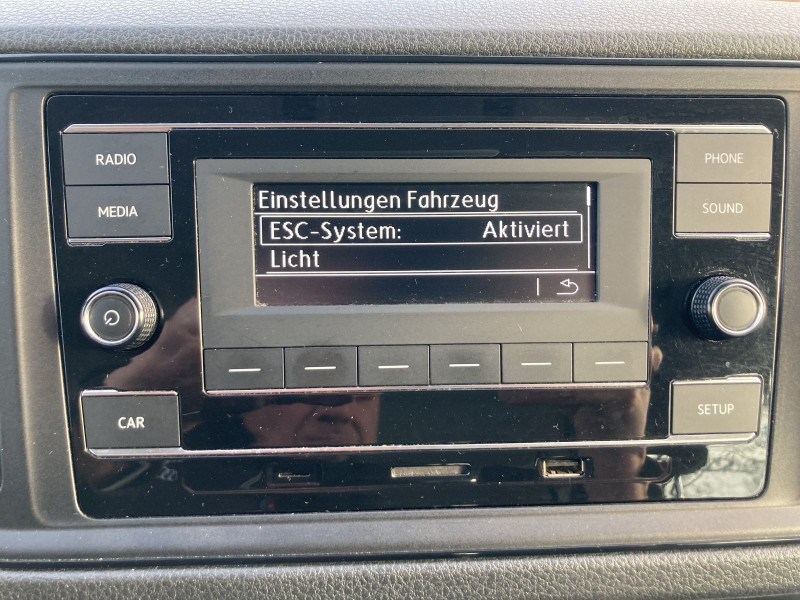 RADIO
MEDIA
Einstellungen Fahrzeug
ESC-System: Aktiviert
Licht
PHONE
SOUND
CAR
SETUP